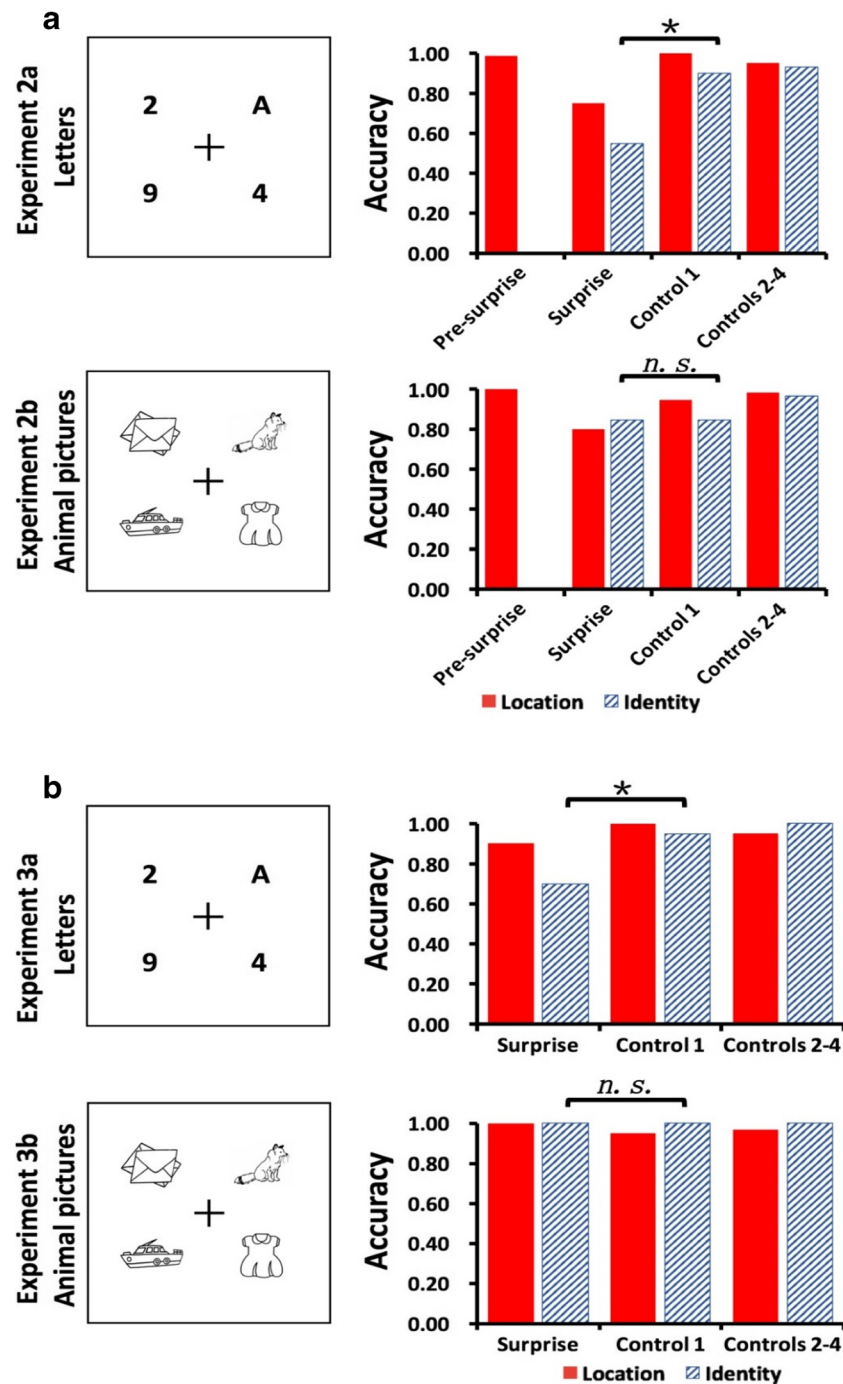 a
Experiment 2a
Letters
2 A
+
9 4
Accuracy
*
1.00
0.80
0.60
0.40
0.20
0.00
Pre-surprise
Surprise
Control 1
Controls 2-4
Experiment 2b
Animal pictures
+
Accuracy
n. s.
1.00
0.80
0.60
0.40
0.20
0.00
Pre-surprise
Surprise
Control 1
Controls 2-4
Location Identity
b
Experiment 3a
Letters
2 A
+
9 4
Accuracy
*
1.00
0.80
0.60
0.40
0.20
0.00
Surprise Control 1 Controls 2-4
Experiment 3b
Animal pictures
+
Accuracy
n. s.
1.00
0.80
0.60
0.40
0.20
0.00
Surprise Control 1 Controls 2-4
Location Identity